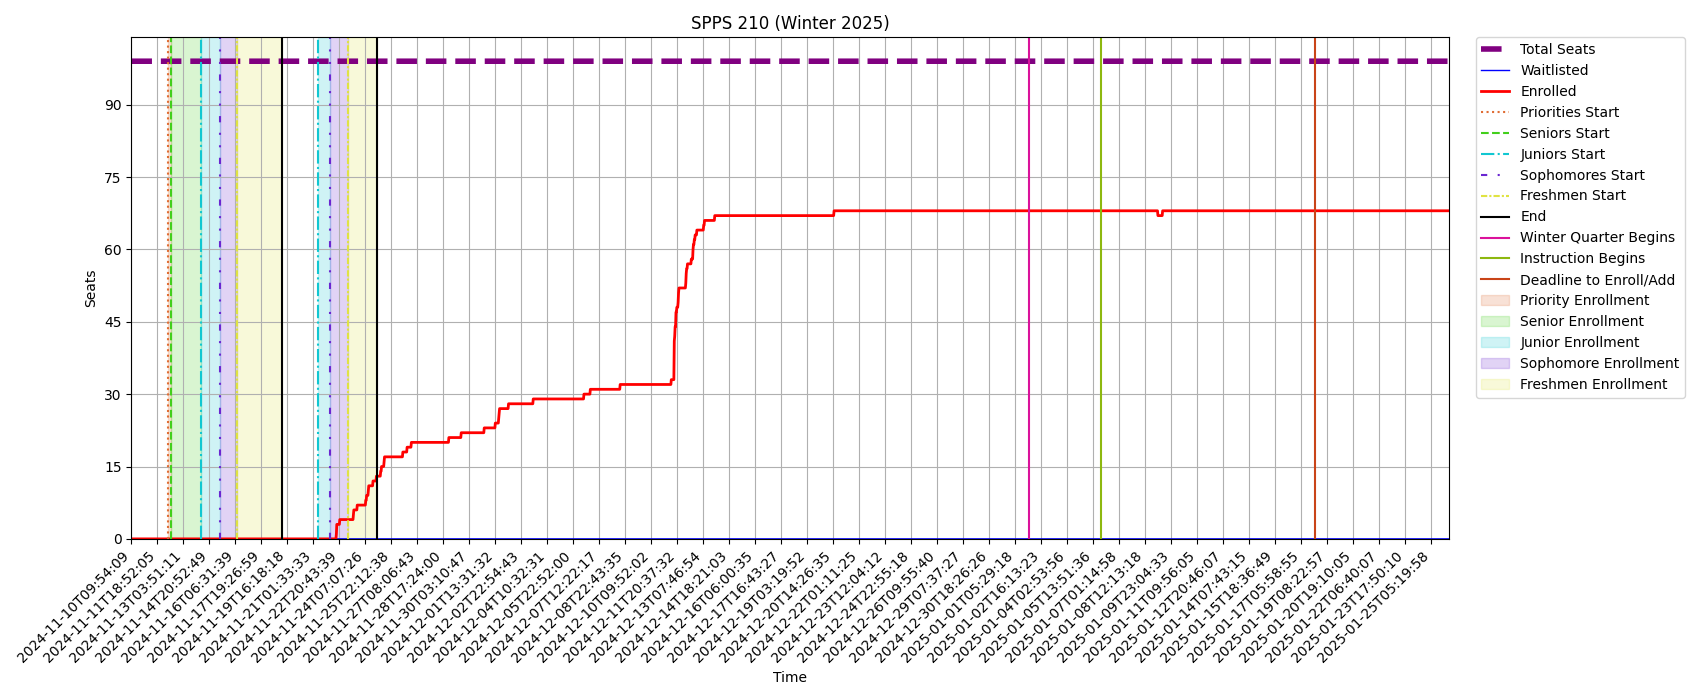 SPPS 210 (Winter 2025)
Seats
90
75
60
45
30
15
0
2024-11-10T09:54:09
2024-11-11T18:52:05
2024-11-13T03:51:11
2024-11-14T10:52:49
2024-11-16T06:31:39
2024-11-17T19:26:59
2024-11-19T16:18:18
2024-11-21T01:33:33
2024-11-22T20:43:39
2024-11-24T07:07:26
2024-11-25T22:12:38
2024-11-27T08:06:43
2024-11-28T17:24:00
2024-11-30T03:10:47
2024-12-01T13:31:32
2024-12-02T22:54:43
2024-12-04T10:32:31
2024-12-05T22:52:00
2024-12-07T12:22:17
2024-12-08T22:43:35
2024-12-10T09:52:02
2024-12-11T20:37:32
2024-12-13T07:46:54
2024-12-14T18:21:03
2024-12-16T06:00:35
2024-12-17T16:43:27
2024-12-19T03:19:52
2024-12-20T14:26:35
2024-12-22T01:11:25
2024-12-23T12:04:12
2024-12-24T22:55:18
2024-12-26T09:55:40
2024-12-29T07:37:27
2024-12-30T18:26:26
2025-01-01T05:29:18
2025-01-02T16:13:23
2025-01-04T02:53:56
2025-01-05T13:51:36
2025-01-07T01:14:58
2025-01-08T12:13:18
2025-01-09T23:04:33
2025-01-11T09:56:05
2025-01-12T20:46:07
2025-01-14T07:43:15
2025-01-15T18:36:49
2025-01-17T05:58:55
2025-01-19T08:22:57
2025-01-20T19:10:05
2025-01-22T06:40:07
2025-01-23T17:50:10
2025-01-25T05:19:58
Time
Total Seats
Waitlisted
Enrolled
Priorities Start
Seniors Start
Juniors Start
Sophomores Start
Freshmen Start
End
Winter Quarter Begins
Instruction Begins
Deadline to Enroll/Add
Priority Enrollment
Senior Enrollment
Junior Enrollment
Sophomore Enrollment
Freshmen Enrollment